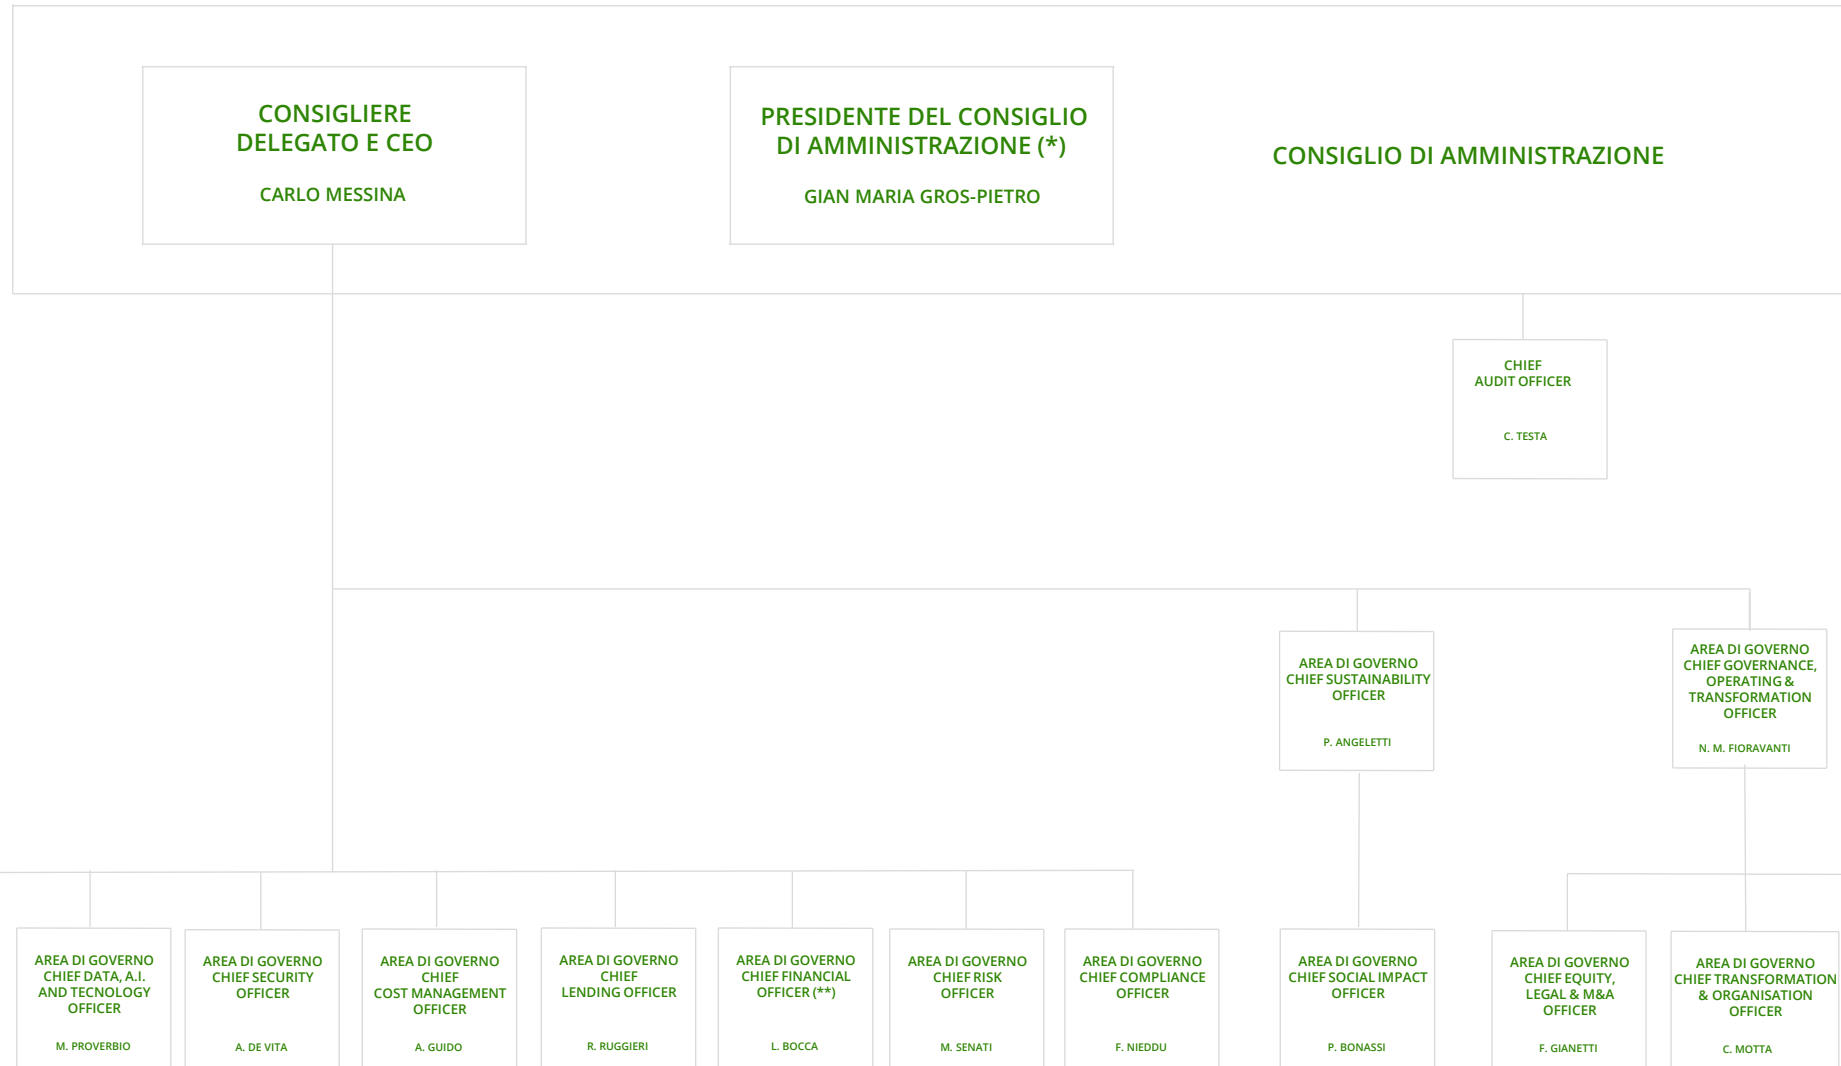 CONSIGLIERE
DELEGATO E CEO
CARLO MESSINA
PRESIDENTE DEL CONSIGLIO
DI AMMINISTRAZIONE (*)
GIAN MARIA GROS-PIETRO
CONSIGLIO DI AMMINISTRAZIONE
CHIEF
AUDIT OFFICER
C. TESTA
AREA DI GOVERNO
CHIEF SUSTAINABILITY
OFFICER
P. ANGELETTI
AREA DI GOVERNO
CHIEF GOVERNANCE,
OPERATING &
TRANSFORMATION
OFFICER
N. M. FIORAVANTI
AREA DI GOVERNO
CHIEF DATA, A.I.
AND TECNOLOGY
OFFICER
M. PROVERBIO
AREA DI GOVERNO
CHIEF SECURITY
OFFICER
A. DE VITA
AREA DI GOVERNO
CHIEF
COST MANAGEMENT
OFFICER
A. GUIDO
AREA DI GOVERNO
CHIEF
LENDING OFFICER
R. RUGGIERI
AREA DI GOVERNO
CHIEF FINANCIAL
OFFICER (**)
L. BOCCA
AREA DI GOVERNO
CHIEF RISK
OFFICER
M. SENATI
AREA DI GOVERNO
CHIEF COMPLIANCE
OFFICER
F. NIEDDU
AREA DI GOVERNO
CHIEF SOCIAL IMPACT
OFFICER
P. BONASSI
AREA DI GOVERNO
CHIEF EQUITY,
LEGAL & M&A
OFFICER
F. GIANETTI
AREA DI GOVERNO
CHIEF TRANSFORMATION
& ORGANISATION
OFFICER
C. MOTTA